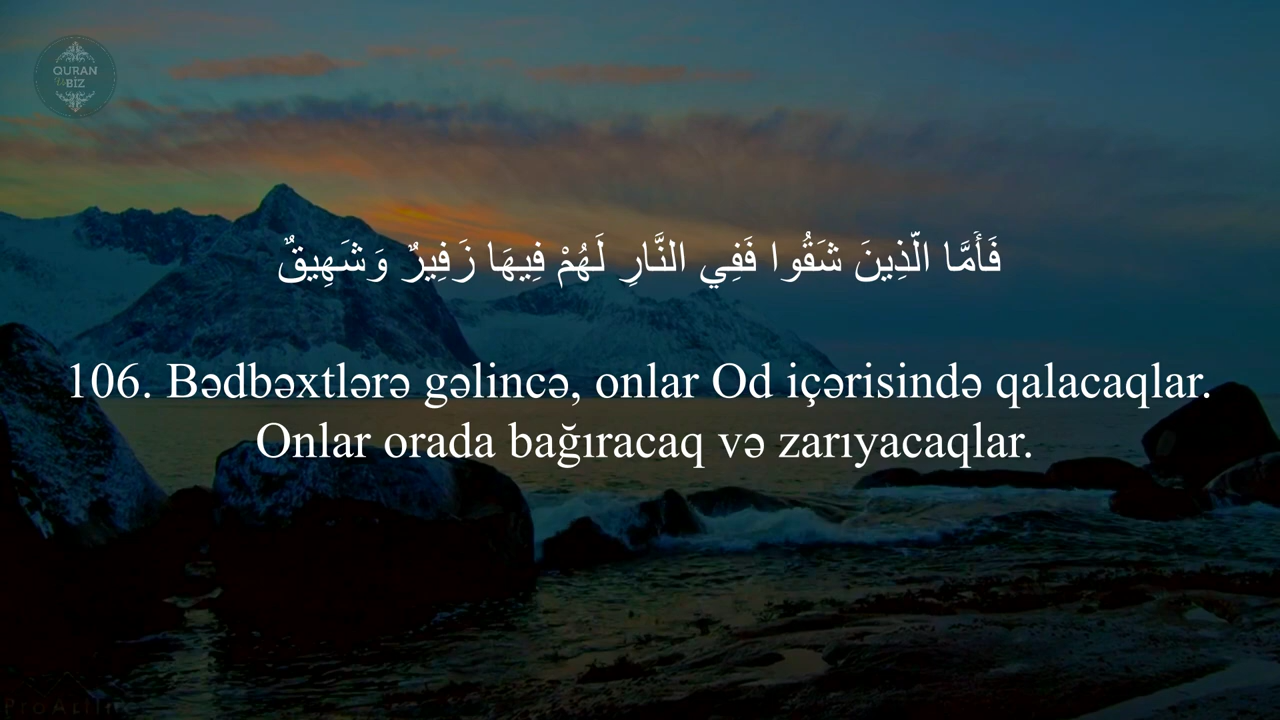 QURAN
Və
BİZ
فَأَمَّا الَّذِينَ شَقُوا فَفِي النَّارِ لَهُمْ فِيهَا زَفِيرٌ وَشَهِيقٌ
106. Bədbəxtlərə gəlincə, onlar Od içərisində qalacaqlar.
Onlar orada bağıracaq və zarıyacaqlar.